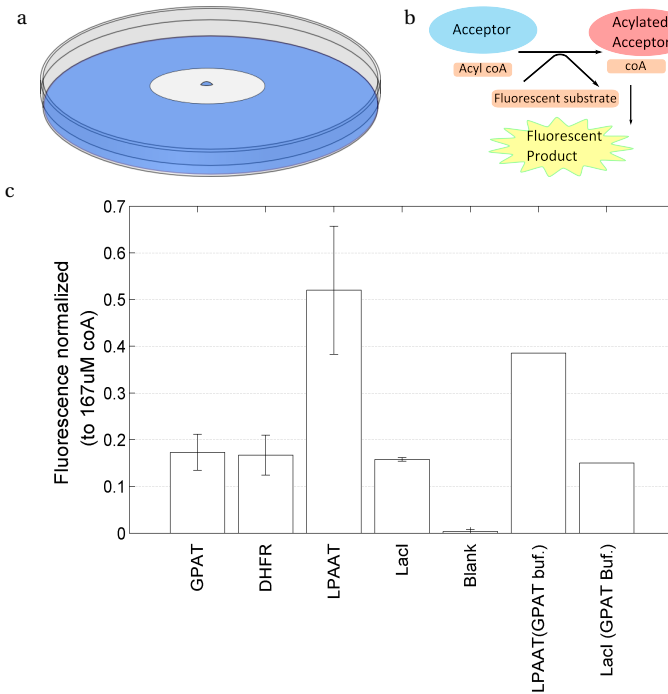 a
b
Acceptor
Acylated
Acceptor
Acyl coA
coA
Fluorescent substrate
Fluorescent
Product
c
Fluorescence normalized
(to 167uM coA)
0.7
0.6
0.5
0.4
0.3
0.2
0.1
0
GPAT
DHFR
LPAAT
LacI
Blank
LPAAT(GPAT buf.)
LacI (GPAT Buf.)